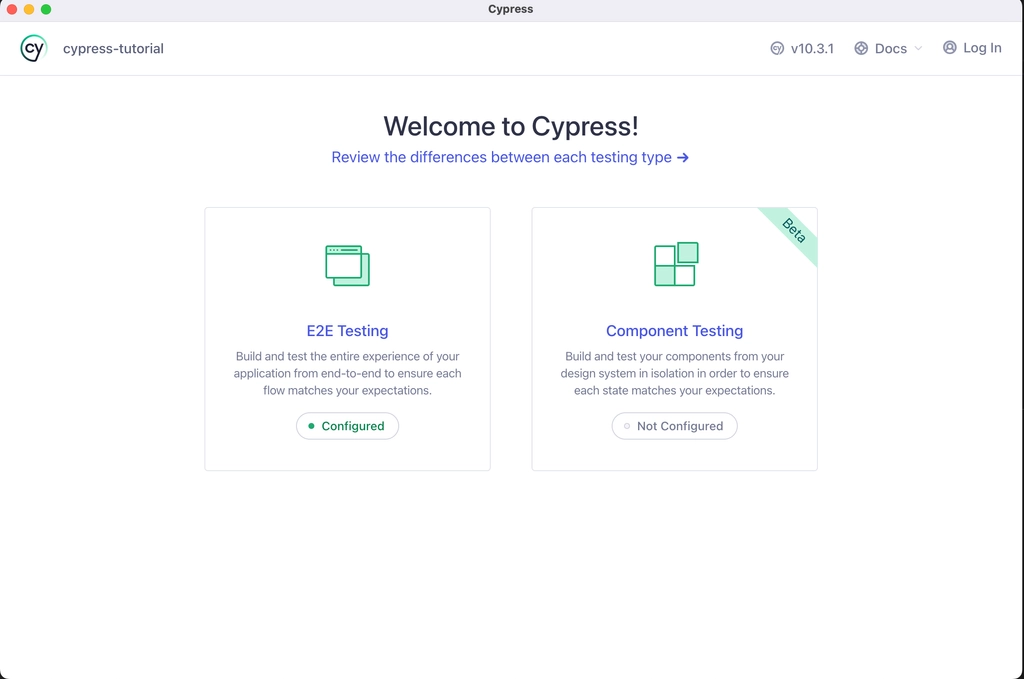 Cypress
cy cypress-tutorial
cy v10.3.1 Docs Log In
Welcome to Cypress!
Review the differences between each testing type →
Beta
E2E Testing
Build and test the entire experience of your
application from end-to-end to ensure each
flow matches your expectations.
Configured
Component Testing
Build and test your components from your
design system in isolation in order to ensure
each state matches your expectations.
Not Configured